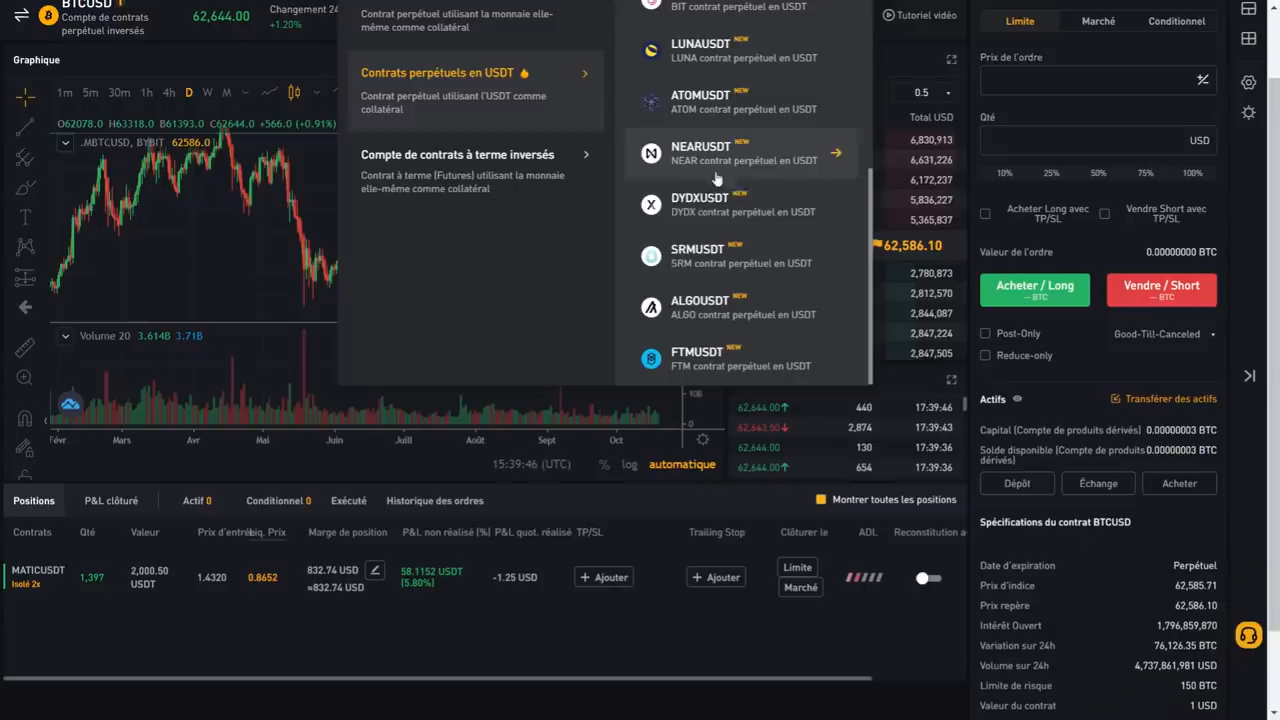 BTCUSD
Compte de contrats
perpétuel inversés
62,644.00
Changement 24
+1.20%
Graphique
1m 5m 30m 1h 4h D W M
O62078.0 H63318.0 B61393.0 C62644.0 +566.0 (+0.91%)
.MBTCUSD, BYBIT 62586.0
Volume 20 3.614B 3.71B
Févr Mars Avr Mai Juin Juill Août Sept Oct
0
15:39:46 (UTC) % log automatique
Contrat perpétuel utilisant la monnaie elle-
même comme collatéral
Contrats perpétuels en USDT
Contrat perpétuel utilisant l'USDT comme
collatéral
Compte de contrats à terme inversés
Contrat à terme (Futures) utilisant la monnaie
elle-même comme collatéral
BIT contrat perpétuel en USDT
LUNAUSDT NEW
LUNA contrat perpétuel en USDT
ATOMUSDT NEW
ATOM contrat perpétuel en USDT
NEARUSDT NEW
NEAR contrat perpétuel en USDT
DYDXUSDT NEW
DYDX contrat perpétuel en USDT
SRMUSDT NEW
SRM contrat perpétuel en USDT
ALGOUSDT NEW
ALGO contrat perpétuel en USDT
FTMUSDT NEW
FTM contrat perpétuel en USDT
Tutoriel vidéo
0.5
Total USD
6,830,913
6,631,226
6,172,237
5,836,227
5,365,837
62,586.10
2,780,873
2,812,570
2,844,087
2,847,224
2,847,505
62,644.00 440 17:39:46
62,643.50 2,874 17:39:43
62,644.00 130 17:39:36
62,644.00 654 17:39:36
Limite Marché Conditionnel
Prix de l'ordre
Qté
USD
10% 25% 50% 75% 100%
Acheter Long avec
TP/SL
Vendre Short avec
TP/SL
Valeur de l'ordre 0.00000000 BTC
Acheter / Long
— BTC
Vendre / Short
— BTC
Post-Only Good-Till-Canceled
Reduce-only
Actifs Transférer des actifs
Capital (Compte de produits dérivés) 0.00000003 BTC
Solde disponible (Compte de produits 0.00000003 BTC
dérivés)
Dépôt Échange Acheter
Spécifications du contrat BTCUSD
Date d'expiration Perpétuel
Prix d'indice 62,585.71
Prix repère 62,586.10
Intérêt Ouvert 1,796,859,870
Variation sur 24h 76,126.35 BTC
Volume sur 24h 4,737,861,981 USD
Limite de risque 150 BTC
Valeur du contrat 1 USD
Positions P&L clôturé Actif 0 Conditionnel 0 Exécuté Historique des ordres Montrer toutes les positions
Contrats Qté Valeur Prix d'entrée Liq. Prix Marge de position P&L non réalisé (%) P&L quot. réalisé TP/SL Trailing Stop Clôturer le ADL Reconstitution au
MATICUSDT
Isolé 2x
1,397
2,000.50
USDT
1.4320
0.8652
832.74 USD
≈832.74 USD
58.1152 USDT
(5.80%)
-1.25 USD
+ Ajouter
+ Ajouter
Limite
Marché